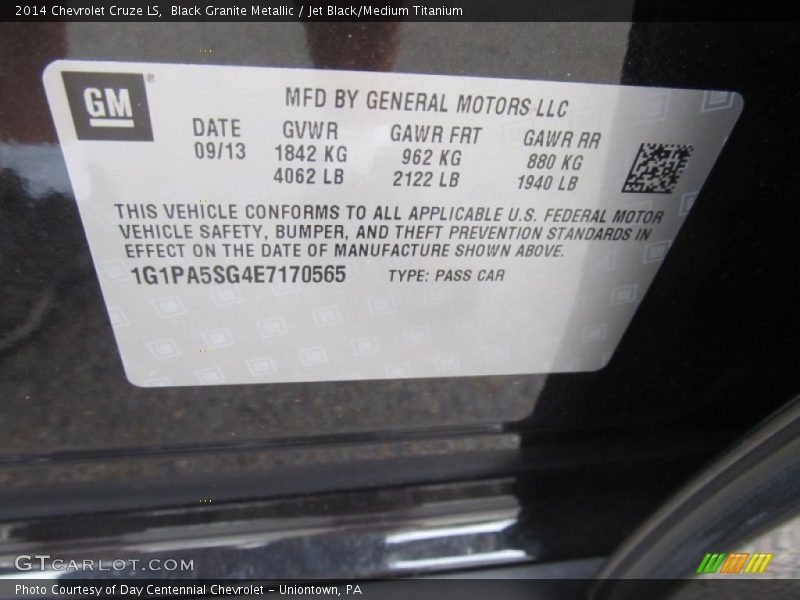 2014 Chevrolet Cruze LS,  Black Granite Metallic / Jet Black/Medium Titanium
GM
®
MFD BY GENERAL MOTORS LLC
DATE GVWR GAWR FRT GAWR RR
09/13 1842 KG 962 KG 880 KG
4062 LB 2122 LB 1940 LB
THIS VEHICLE CONFORMS TO ALL APPLICABLE U.S. FEDERAL MOTOR
VEHICLE SAFETY, BUMPER, AND THEFT PREVENTION STANDARDS IN
EFFECT ON THE DATE OF MANUFACTURE SHOWN ABOVE.
1G1PA5SG4E7170565 TYPE: PASS CAR
GTCarLot.com
Photo Courtesy of Day Centennial Chevrolet - Uniontown, PA